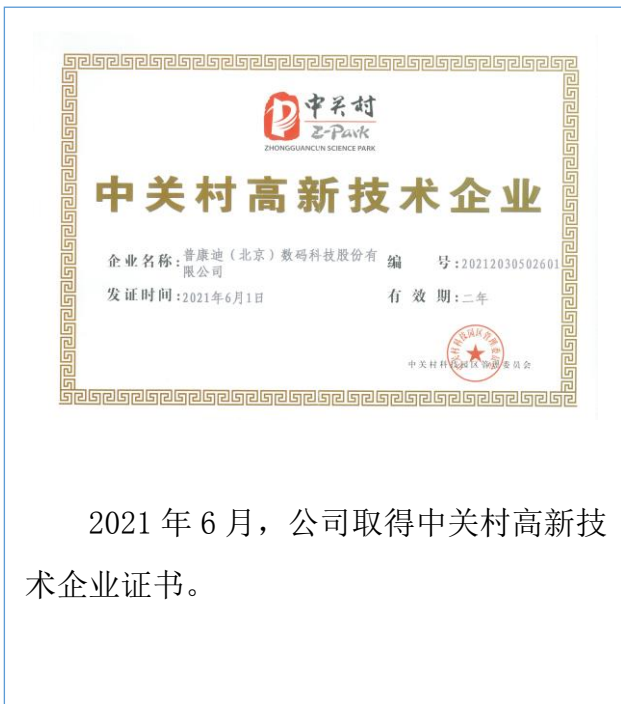 中关村
Z-Park
ZHONGGUANCUN SCIENCE PARK
中关村高新技术企业
企业名称:普康迪（北京）数码科技股份有限公司
编 号:20212030502601
发证时间:2021年6月1日
有 效 期:二年
中关村科技园区管理委员会
2021 年 6 月，公司取得中关村高新技
术企业证书。